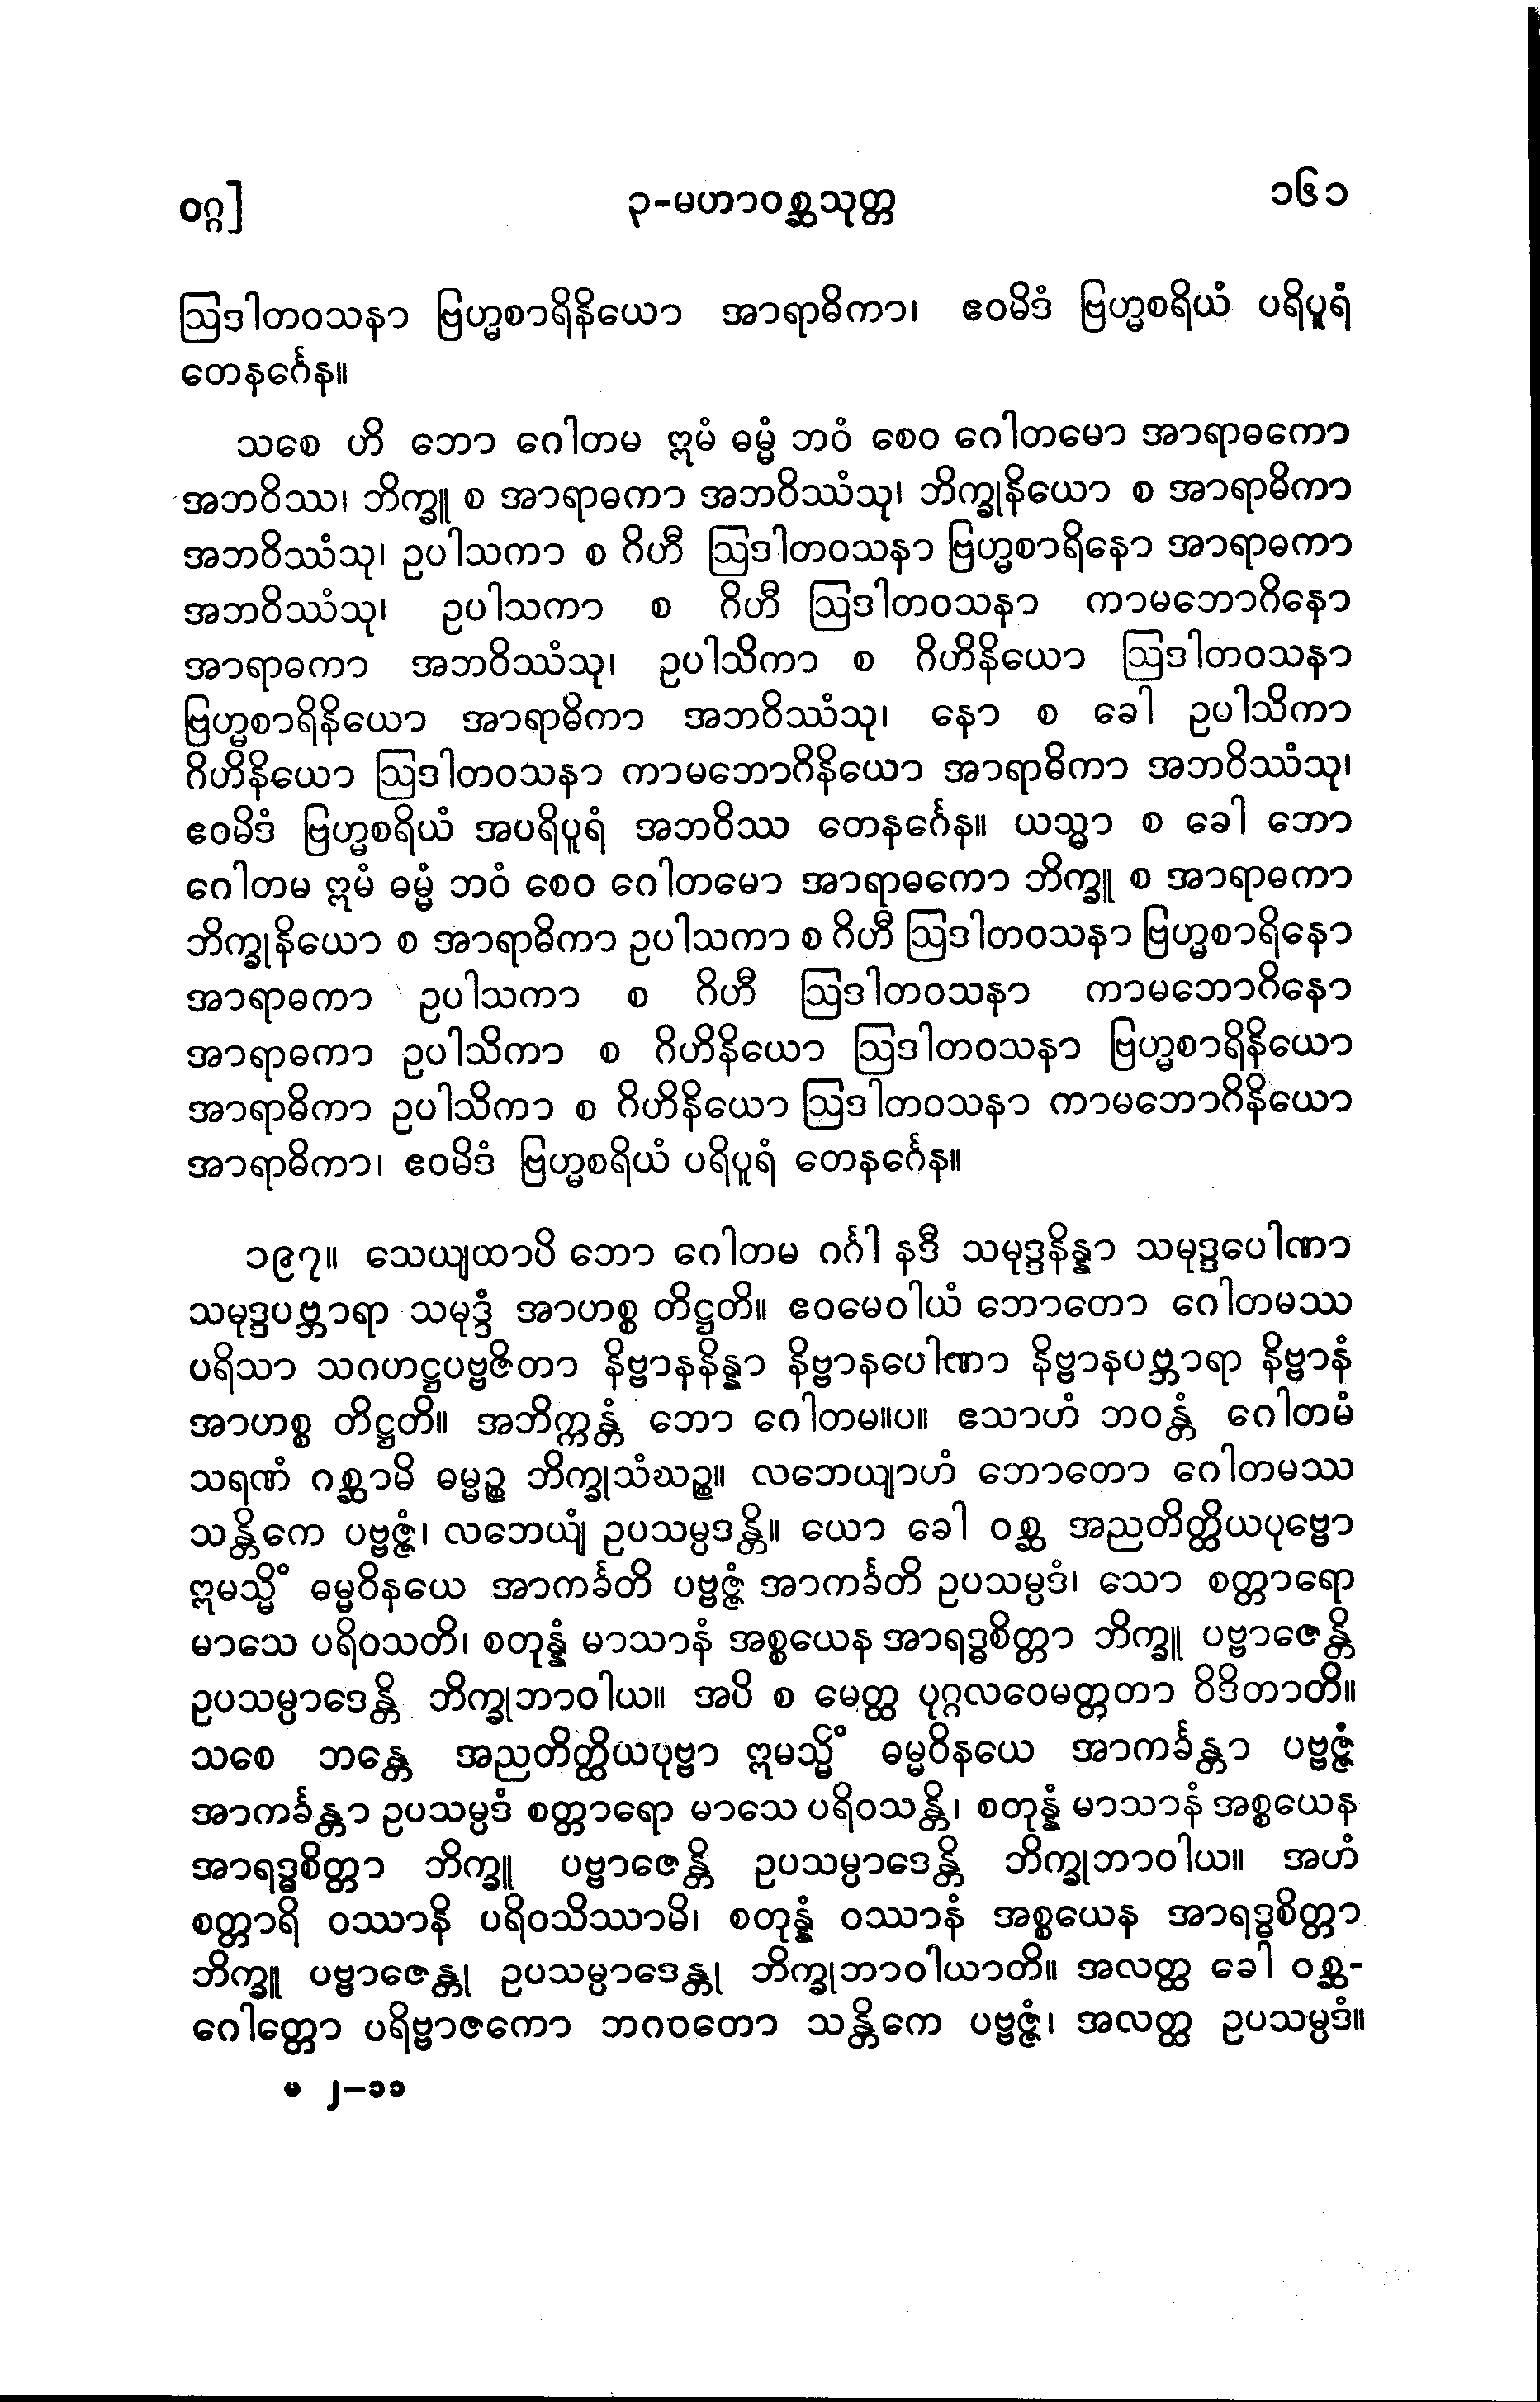 ဝဂ္ဂ]
၃-မဟာဝစ္ဆသုတ္တ
၁၆၁
ဩဒါတဝသနာ ဗြဟ္မစာရိနိယော အာရာဓိကာ၊ ဧဝမိဒံ ဗြဟ္မစရိယံ ပရိပူရံ
တေနင်္ဂေန။
သစေ ဟိ ဘော ဂေါတမ ဣမံ ဓမ္မံ ဘဝံ စေဝ ဂေါတမော အာရာဓကော
အဘဝိဿ၊ ဘိက္ခူ စ အာရာဓကာ အဘဝိဿံသု၊ ဘိက္ခုနိယော စ အာရာဓိကာ
အဘဝိဿံသု၊ ဥပါသကာ စ ဂိဟီ ဩဒါတဝသနာ ဗြဟ္မစာရိနော အာရာဓကာ
အဘဝိဿံသု၊ ဥပါသကာ စ ဂိဟီ ဩဒါတဝသနာ ကာမဘောဂိနော
အာရာဓကာ အဘဝိဿံသု၊ ဥပါသိကာ စ ဂိဟိနိယော ဩဒါတဝသနာ
ဗြဟ္မစာရိနိယော အာရာဓိကာ အဘဝိဿံသု၊ နော စ ခေါ ဥပါသိကာ
ဂိဟိနိယော ဩဒါတဝသနာ ကာမဘောဂိနိယော အာရာဓိကာ အဘဝိဿံသု၊
ဧဝမိဒံ ဗြဟ္မစရိယံ အပရိပူရံ အဘဝိဿ တေနင်္ဂေန။ ယသ္မာ စ ခေါ ဘော
ဂေါတမ ဣမံ ဓမ္မံ ဘဝံ စေဝ ဂေါတမော အာရာဓကော ဘိက္ခူ စ အာရာဓကာ
ဘိက္ခုနိယော စ အာရာဓိကာ ဥပါသကာ စ ဂိဟီ ဩဒါတဝသနာ ဗြဟ္မစာရိနော
အာရာဓကာ ဥပါသကာ စ ဂိဟီ ဩဒါတဝသနာ ကာမဘောဂိနော
အာရာဓကာ ဥပါသိကာ စ ဂိဟိနိယော ဩဒါတဝသနာ ဗြဟ္မစာရိနိယော
အာရာဓိကာ ဥပါသိကာ စ ဂိဟိနိယော ဩဒါတဝသနာ ကာမဘောဂိနိယော
အာရာဓိကာ၊ ဧဝမိဒံ ဗြဟ္မစရိယံ ပရိပူရံ တေနင်္ဂေန။
၁၉၇။ သေယျထာပိ ဘော ဂေါတမ ဂင်္ဂါ နဒီ သမုဒ္ဒနိန္နာ သမုဒ္ဒပေါဏာ
သမုဒ္ဒပဗ္ဘာရာ သမုဒ္ဒံ အာဟစ္စ တိဋ္ဌတိ။ ဧဝမေဝါယံ ဘောတော ဂေါတမဿ
ပရိသာ သဂဟဋ္ဌပဗ္ဗဇိတာ နိဗ္ဗာနနိန္နာ နိဗ္ဗာနပေါဏာ နိဗ္ဗာနပဗ္ဘာရာ နိဗ္ဗာနံ
အာဟစ္စ တိဋ္ဌတိ။ အဘိက္ကန္တံ ဘော ဂေါတမ။ပ။ ဧသာဟံ ဘဝန္တံ ဂေါတမံ
သရဏံ ဂစ္ဆာမိ ဓမ္မဉ္စ ဘိက္ခုသံဃဉ္စ။ လဘေယျာဟံ ဘောတော ဂေါတမဿ
သန္တိကေ ပဗ္ဗဇ္ဇံ၊ လဘေယျံ ဥပသမ္ပဒန္တိ။ ယော ခေါ ဝစ္ဆ အညတိတ္ထိယပုဗ္ဗော
ဣမသ္မိံ ဓမ္မဝိနယေ အာကင်္ခတိ ပဗ္ဗဇ္ဇံ အာကင်္ခတိ ဥပသမ္ပဒံ၊ သော စတ္တာရော
မာသေ ပရိဝသတိ၊ စတုန္နံ မာသာနံ အစ္စယေန အာရဒ္ဓစိတ္တာ ဘိက္ခူ ပဗ္ဗာဇေန္တိ
ဥပသမ္ပာဒေန္တိ ဘိက္ခုဘာဝါယ။ အပိ စ မေတ္ထ ပုဂ္ဂလဝေမတ္တတာ ဝိဒိတာတိ။
သစေ ဘန္တေ အညတိတ္ထိယပုဗ္ဗာ ဣမသ္မိံ ဓမ္မဝိနယေ အာကင်္ခန္တာ ပဗ္ဗဇ္ဇံ
အာကင်္ခန္တာ ဥပသမ္ပဒံ စတ္တာရော မာသေ ပရိဝသန္တိ၊ စတုန္နံ မာသာနံ အစ္စယေန
အာရဒ္ဓစိတ္တာ ဘိက္ခူ ပဗ္ဗာဇေန္တိ ဥပသမ္ပာဒေန္တိ ဘိက္ခုဘာဝါယ။ အဟံ
စတ္တာရိ ဝဿာနိ ပရိဝသိဿာမိ၊ စတုန္နံ ဝဿာနံ အစ္စယေန အာရဒ္ဓစိတ္တာ
ဘိက္ခူ ပဗ္ဗာဇေန္တု ဥပသမ္ပာဒေန္တု ဘိက္ခုဘာဝါယာတိ။ အလတ္ထ ခေါ ဝစ္ဆ-
ဂေါတ္တော ပရိဗ္ဗာဇကော ဘဂဝတော သန္တိကေ ပဗ္ဗဇ္ဇံ၊ အလတ္ထ ဥပသမ္ပဒံ။
မ ၂–၁၁